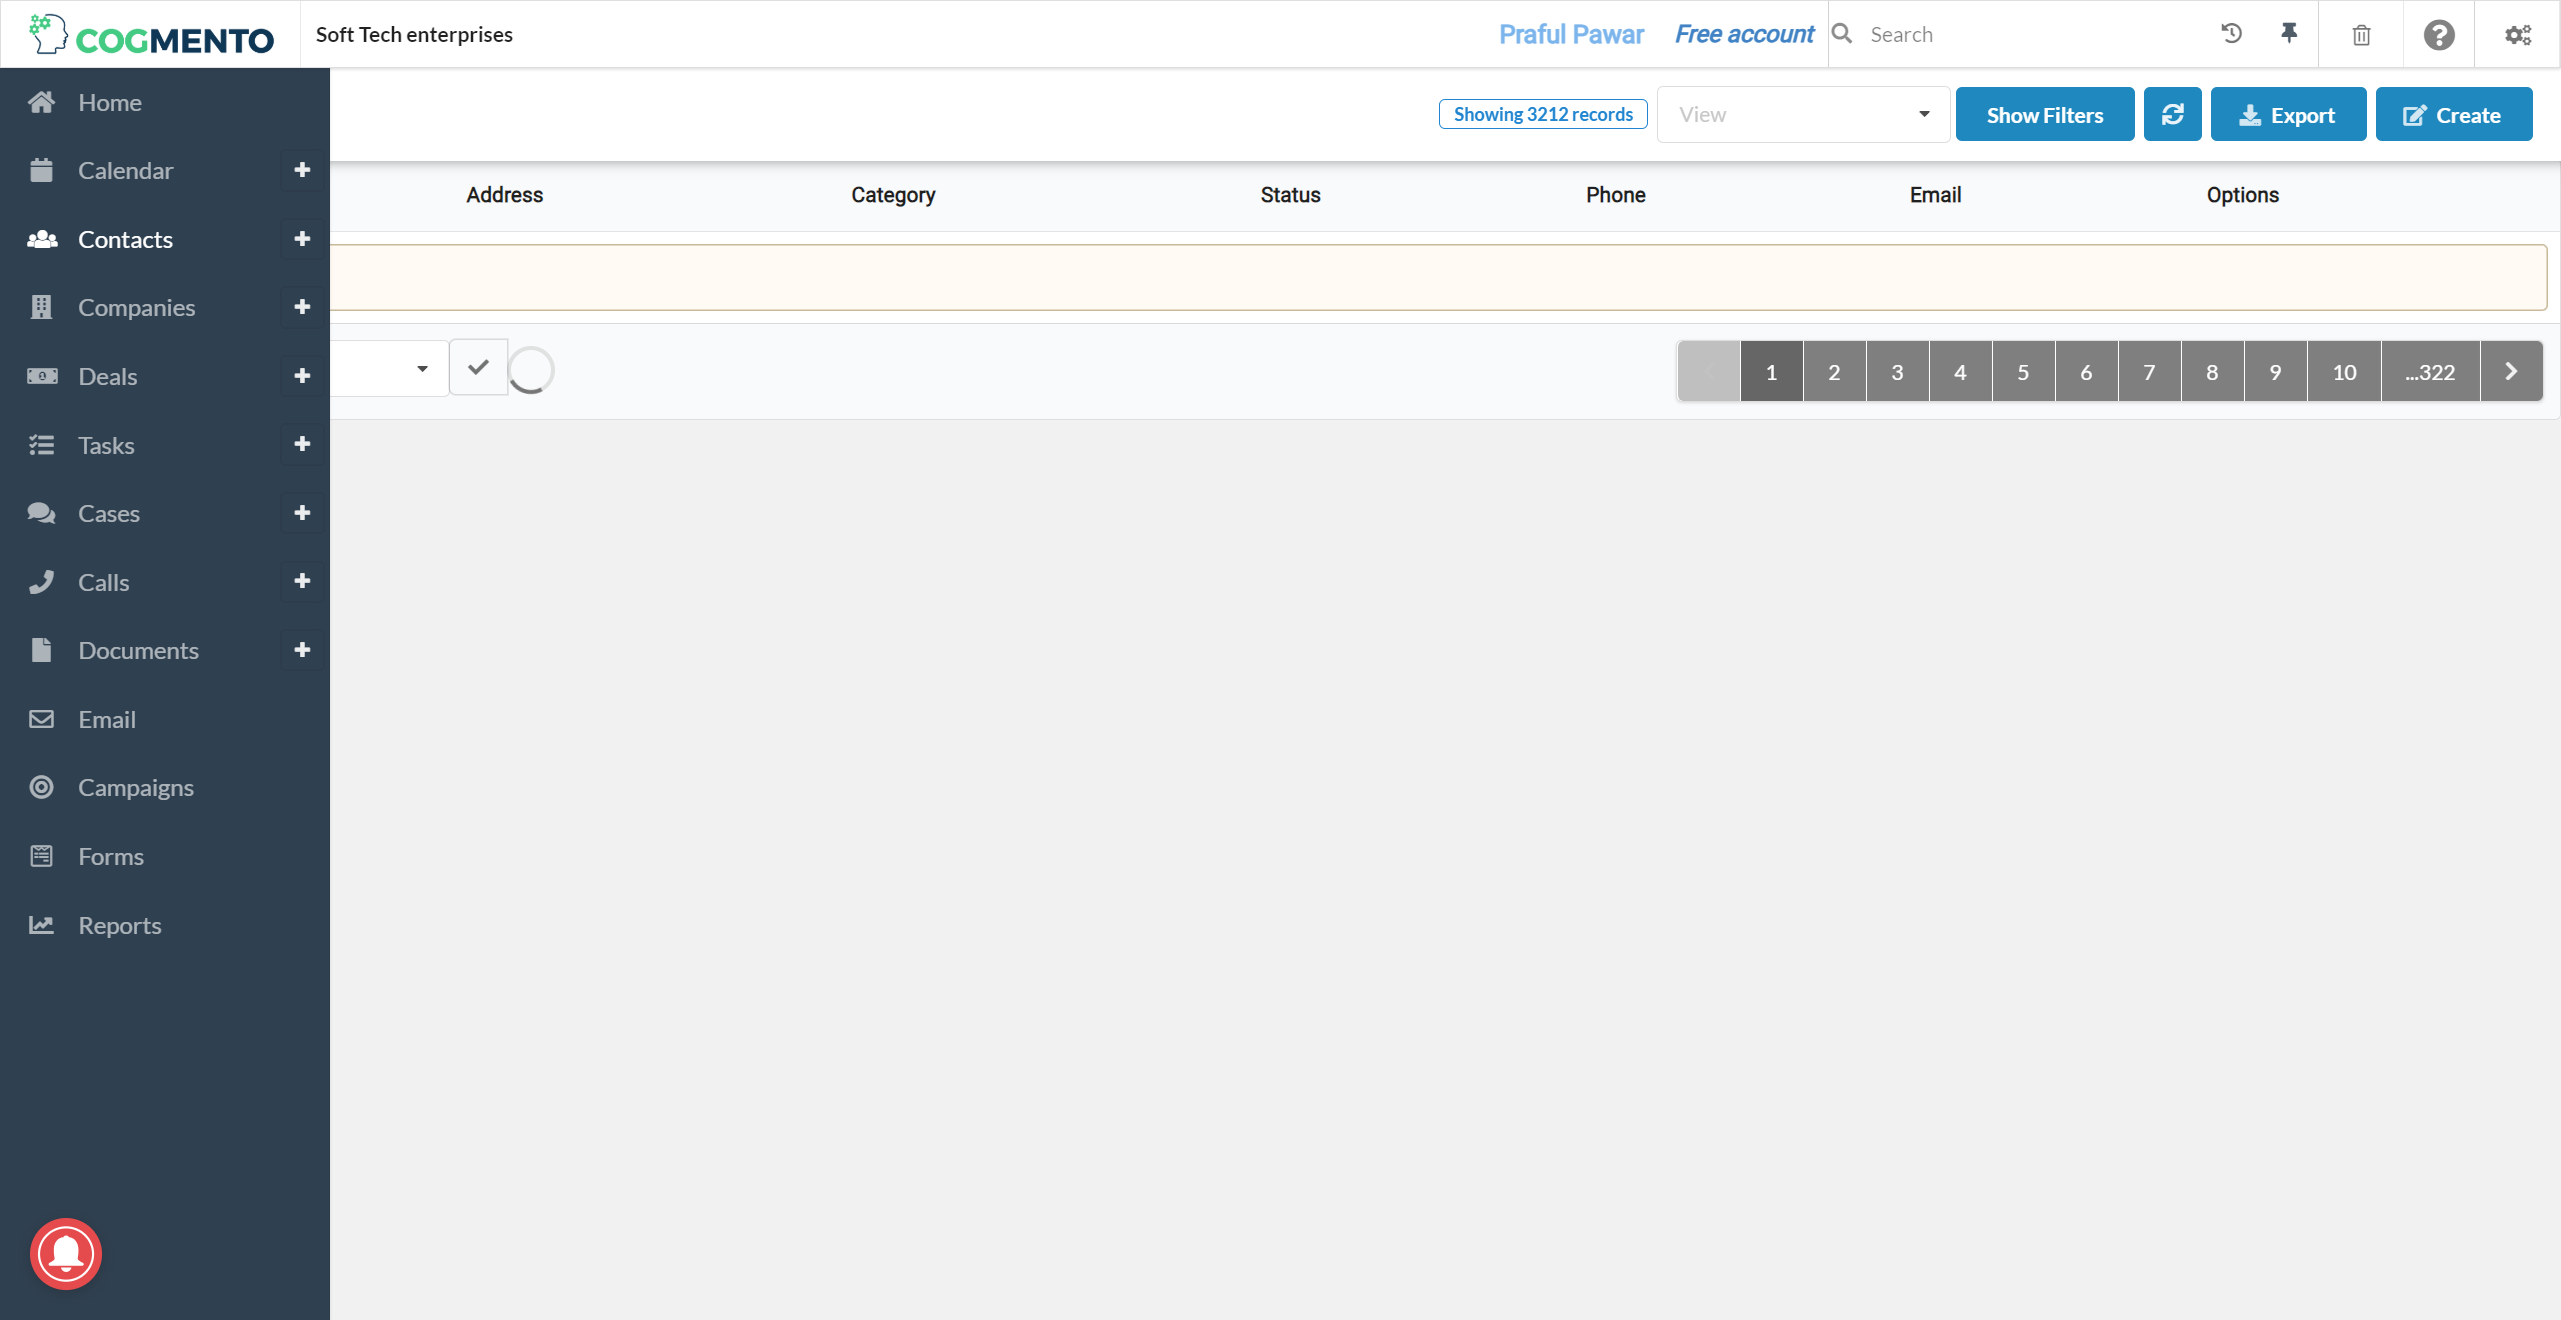 COGMENTO
Soft Tech enterprises
Praful Pawar
Free account
Search
Home
Calendar
Contacts
Companies
Deals
Tasks
Cases
Calls
Documents
Email
Campaigns
Forms
Reports
Showing 3212 records
View
Show Filters
Export
Create
Address Category Status Phone Email Options
1 2 3 4 5 6 7 8 9 10 ...322